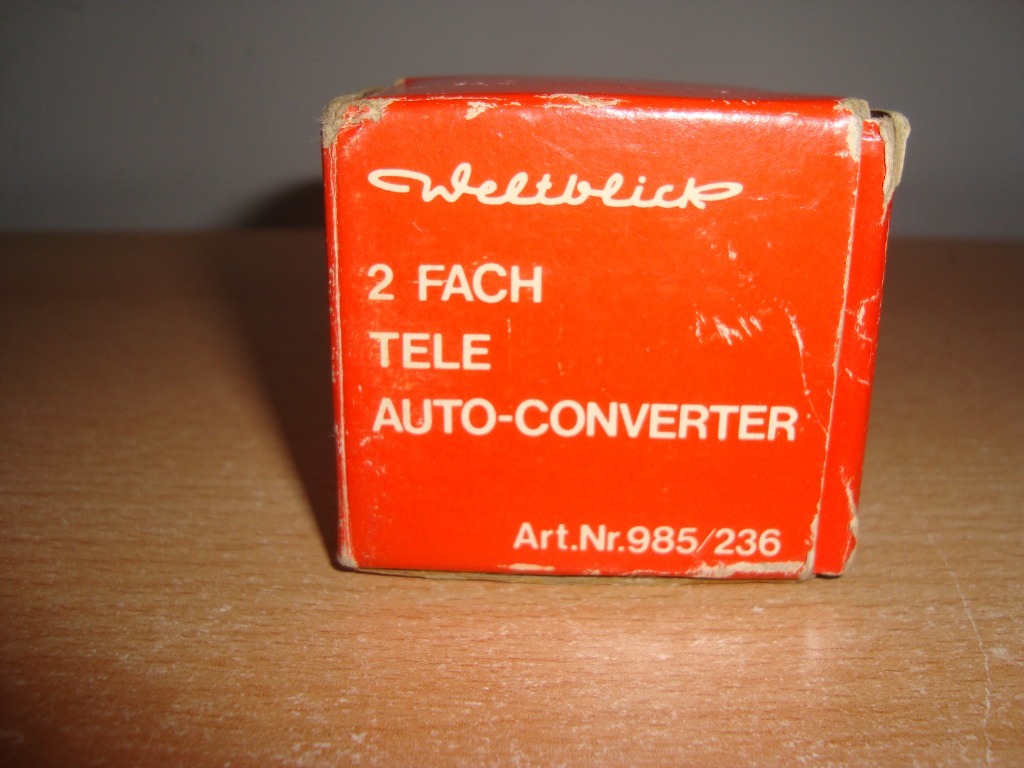 Weltblick
2 FACH
TELE
AUTO-CONVERTER
Art.Nr.985/236